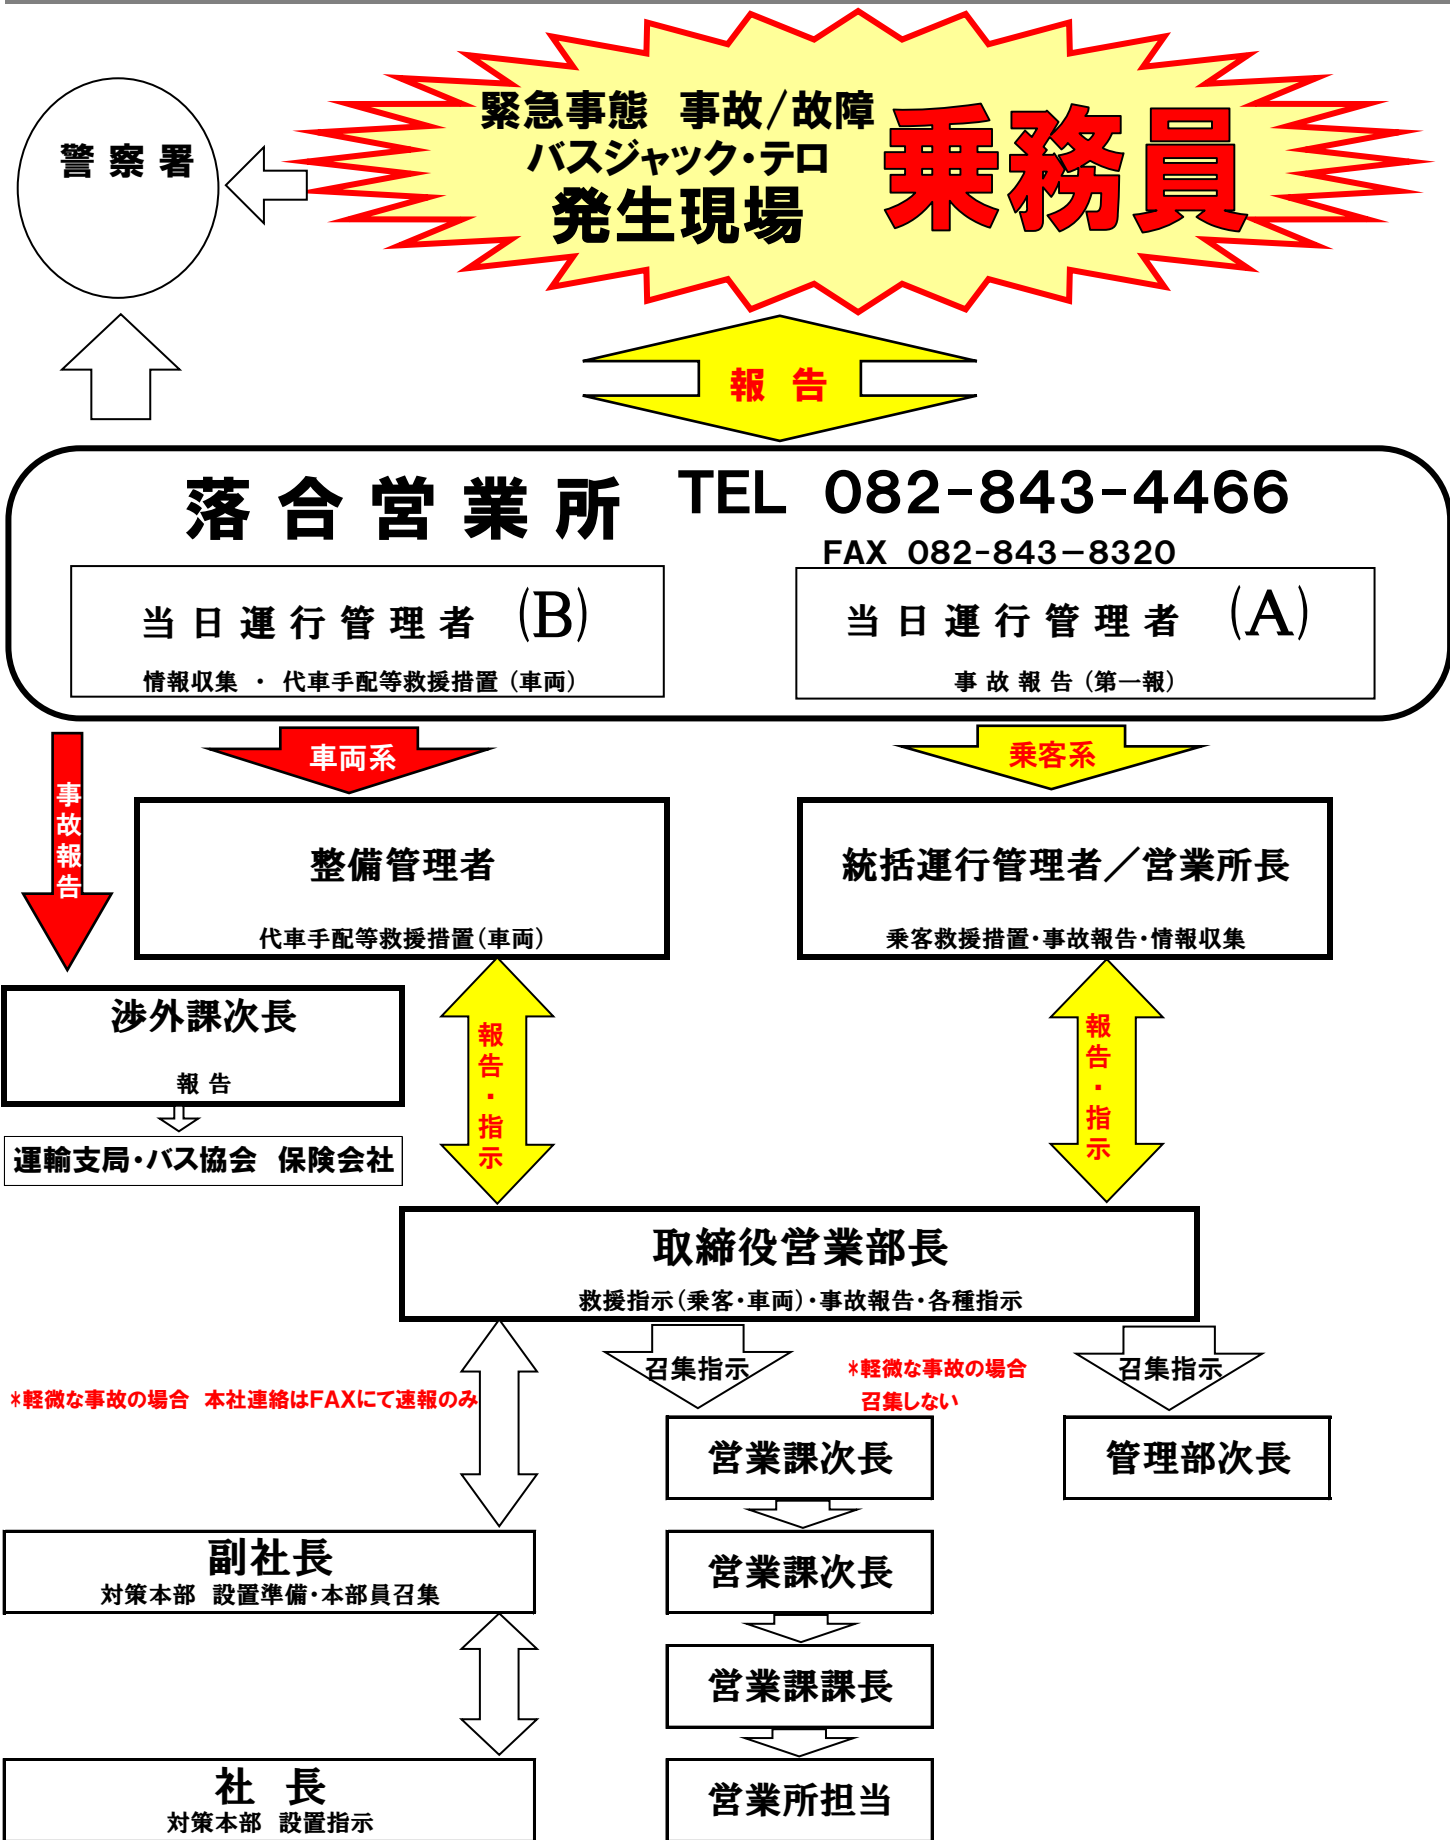 緊急事態 事故/故障
バスジャック・テロ
発生現場
乗務員
警察署
報告
落合営業所 TEL 082-843-4466
FAX 082-843－8320
当日運行管理者 (B)
情報収集 ・ 代車手配等救援措置（車両）
当日運行管理者 (A)
事故報告（第一報）
事故報告
車両系
乗客系
整備管理者
代車手配等救援措置（車両）
統括運行管理者／営業所長
乗客救援措置・事故報告・情報収集
渉外課次長
報告
運輸支局・バス協会 保険会社
報告・指示
報告・指示
取締役営業部長
救援指示（乗客・車両）・事故報告・各種指示
召集指示
召集指示
*軽微な事故の場合 本社連絡はFAXにて速報のみ
*軽微な事故の場合
召集しない
営業課次長
管理部次長
副社長
対策本部 設置準備・本部員召集
営業課次長
営業課課長
社長
対策本部 設置指示
営業所担当